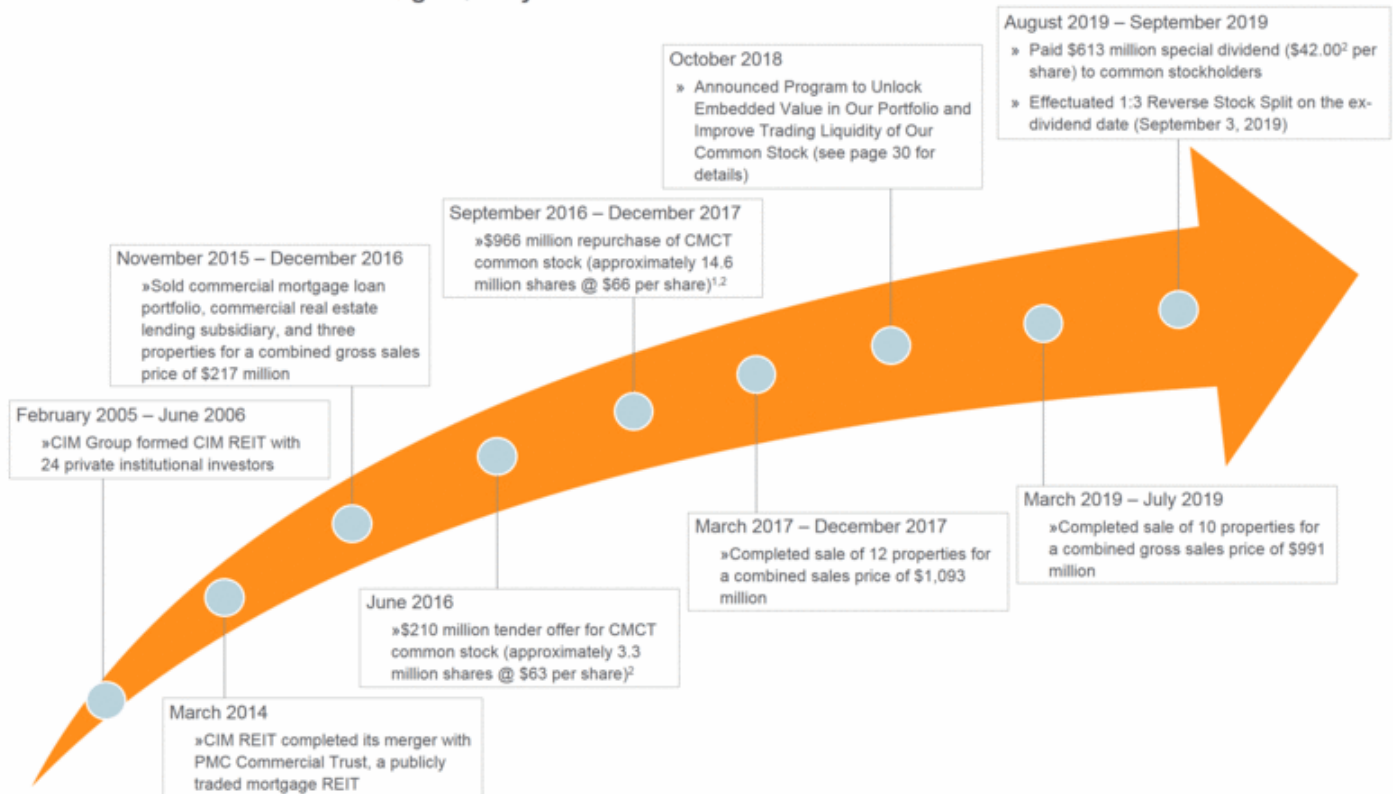 August 2019 – September 2019
» Paid $613 million special dividend ($42.00² per
share) to common stockholders
» Effectuated 1:3 Reverse Stock Split on the ex-
dividend date (September 3, 2019)
October 2018
» Announced Program to Unlock
Embedded Value in Our Portfolio and
Improve Trading Liquidity of Our
Common Stock (see page 30 for
details)
September 2016 – December 2017
»$966 million repurchase of CMCT
common stock (approximately 14.6
million shares @ $66 per share)¹,²
November 2015 – December 2016
»Sold commercial mortgage loan
portfolio, commercial real estate
lending subsidiary, and three
properties for a combined gross sales
price of $217 million
February 2005 – June 2006
»CIM Group formed CIM REIT with
24 private institutional investors
March 2019 – July 2019
»Completed sale of 10 properties for
a combined gross sales price of $991
million
March 2017 – December 2017
»Completed sale of 12 properties for
a combined sales price of $1,093
million
June 2016
»$210 million tender offer for CMCT
common stock (approximately 3.3
million shares @ $63 per share)²
March 2014
»CIM REIT completed its merger with
PMC Commercial Trust, a publicly
traded mortgage REIT